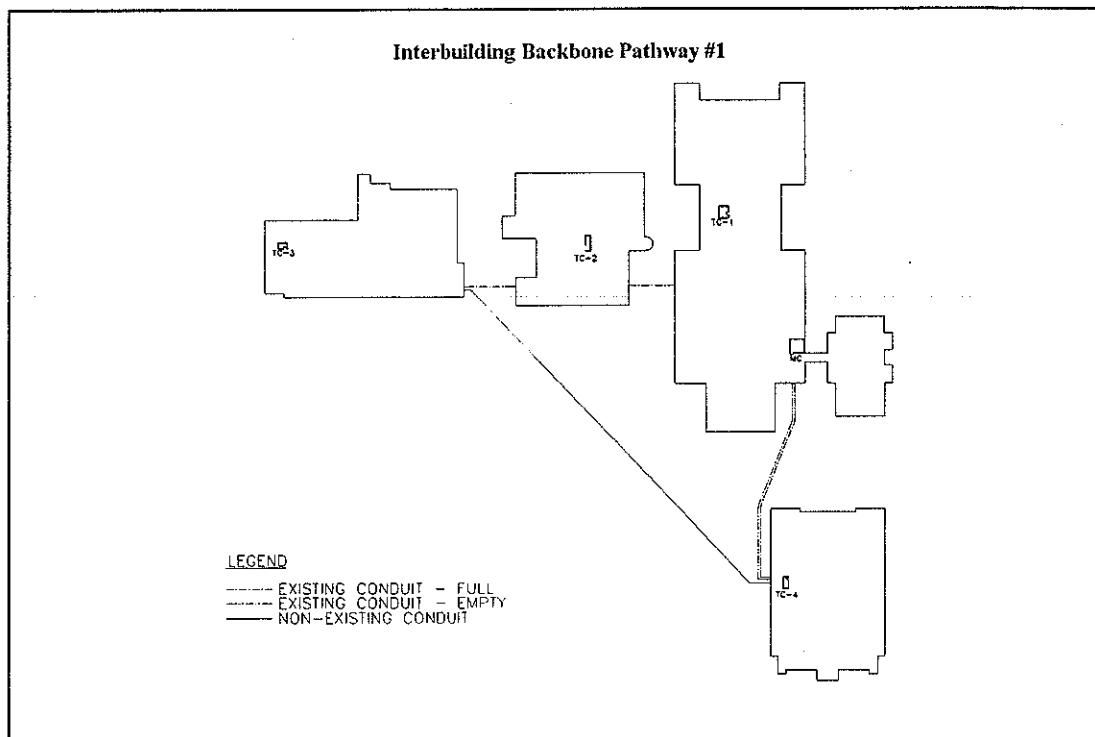 Interbuilding Backbone Pathway #1
TC-1
TC-3
TC-2
MC
TC-4
LEGEND
EXISTING CONDUIT - FULL
EXISTING CONDUIT - EMPTY
NON-EXISTING CONDUIT